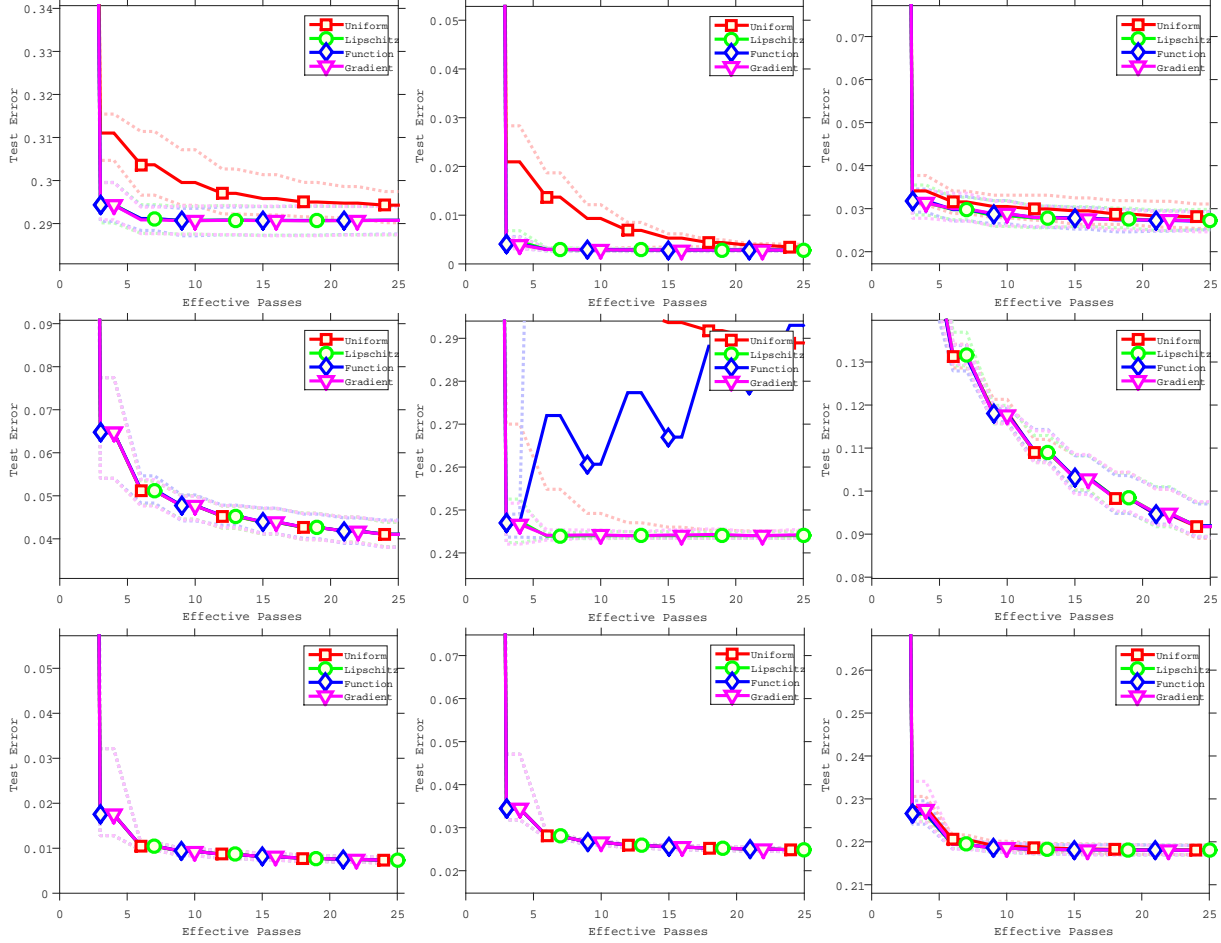 0.34
0.33
0.32
0.31
0.3
0.29
Test Error
0 5 10 15 20 25
Effective Passes
Uniform
Lipschitz
Function
Gradient
0.05
0.04
0.03
0.02
0.01
0
Test Error
0 5 10 15 20 25
Effective Passes
Uniform
Lipschitz
Function
Gradient
0.07
0.06
0.05
0.04
0.03
0.02
Test Error
0 5 10 15 20 25
Effective Passes
Uniform
Lipschitz
Function
Gradient
0.09
0.08
0.07
0.06
0.05
0.04
Test Error
0 5 10 15 20 25
Effective Passes
Uniform
Lipschitz
Function
Gradient
0.29
0.28
0.27
0.26
0.25
0.24
Test Error
0 5 10 15 20 25
Effective Passes
Uniform
Lipschitz
Function
Gradient
0.13
0.12
0.11
0.1
0.09
0.08
Test Error
0 5 10 15 20 25
Effective Passes
Uniform
Lipschitz
Function
Gradient
0.05
0.04
0.03
0.02
0.01
0
Test Error
0 5 10 15 20 25
Effective Passes
Uniform
Lipschitz
Function
Gradient
0.07
0.06
0.05
0.04
0.03
0.02
Test Error
0 5 10 15 20 25
Effective Passes
Uniform
Lipschitz
Function
Gradient
0.26
0.25
0.24
0.23
0.22
0.21
Test Error
0 5 10 15 20 25
Effective Passes
Uniform
Lipschitz
Function
Gradient